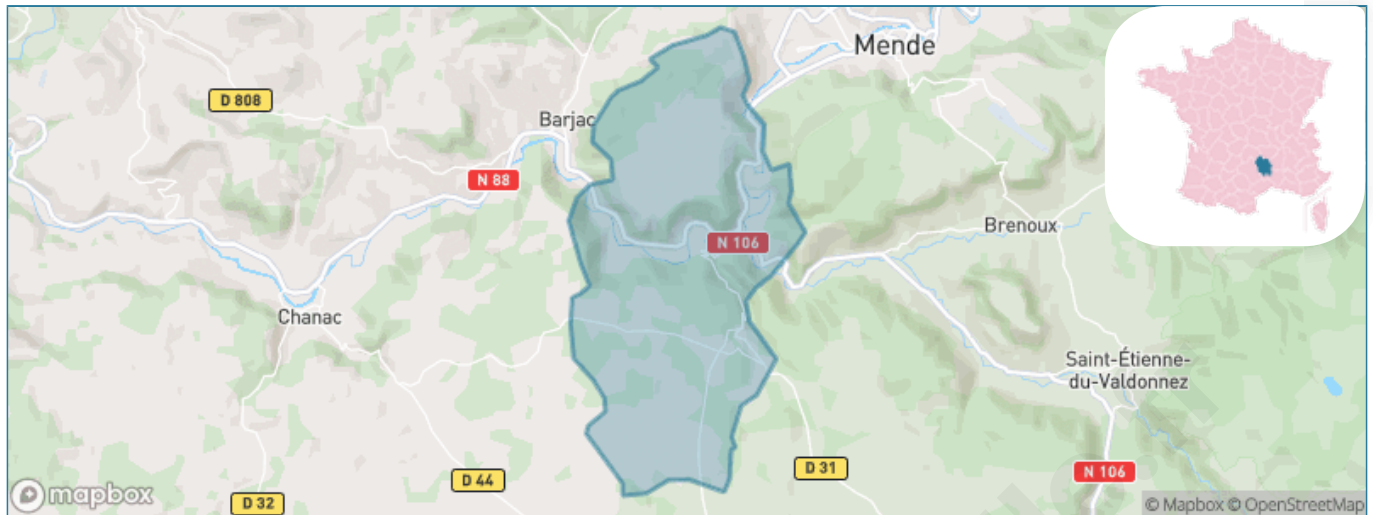 Mende
D 808
Barjac
N 88
Brenoux
N 106
Chanac
Saint-Étienne-
du-Valdonnez
D 31
N 106
D 44
D 32
mapbox
© Mapbox © OpenStreetMap